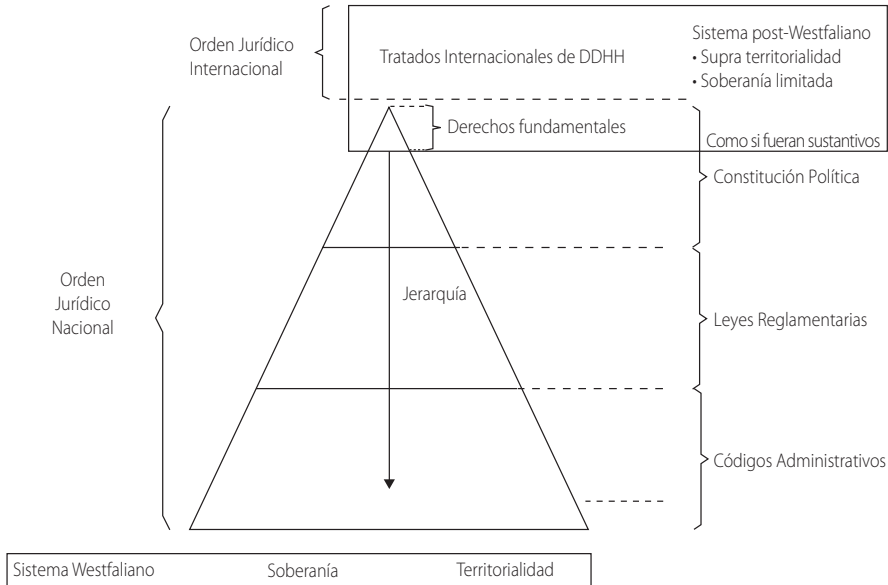 Orden Jurídico
Internacional
Tratados Internacionales de DDHH
Sistema post-Westfaliano
• Supra territorialidad
• Soberanía limitada
Derechos fundamentales
Como si fueran sustantivos
Constitución Política
Orden
Jurídico
Nacional
Jerarquía
Leyes Reglamentarias
Códigos Administrativos
Sistema Westfaliano Soberanía Territorialidad